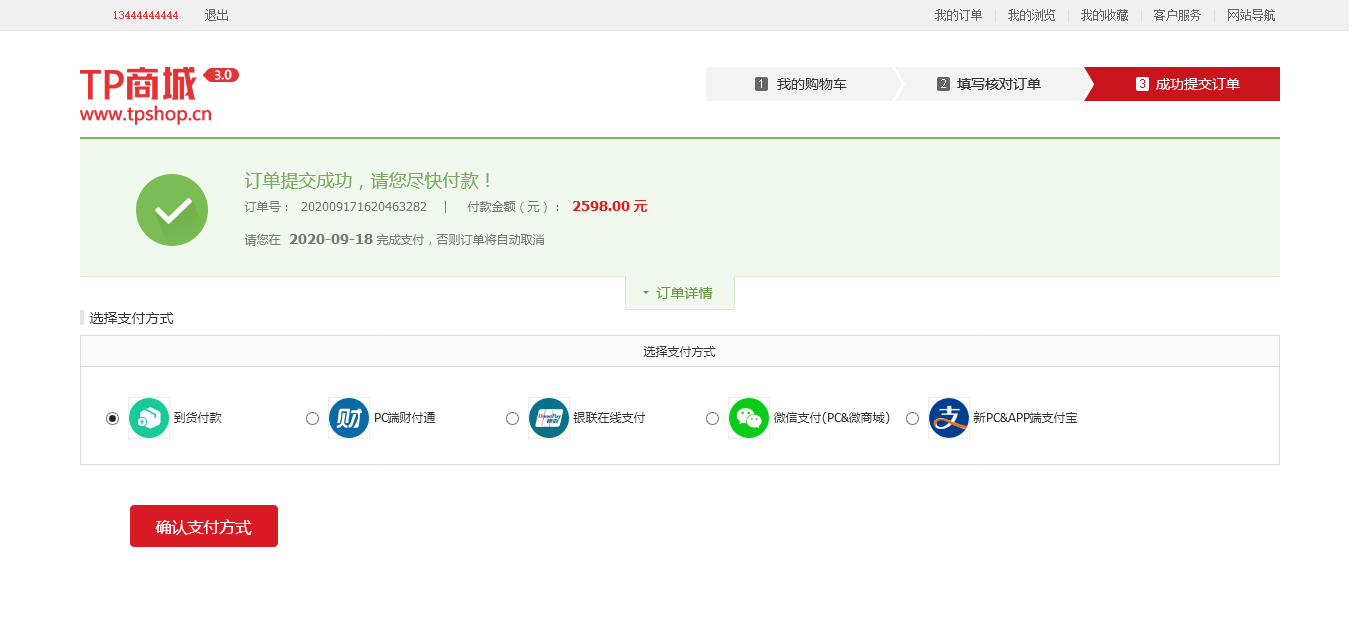 13444444444 退出 我的订单 我的浏览 我的收藏 客户服务 网站导航
TP商城 3.0
www.tpshop.cn
1 我的购物车 2 填写核对订单 3 成功提交订单
订单提交成功，请您尽快付款！
订单号： 202009171620463282 | 付款金额（元）： 2598.00 元
请您在 2020-09-18 完成支付，否则订单将自动取消
订单详情
选择支付方式
选择支付方式
到货付款 财 PC端财付通 UnionPay 银联 银联在线支付 微信支付(PC&微商城) 支 新PC&APP端支付宝
确认支付方式